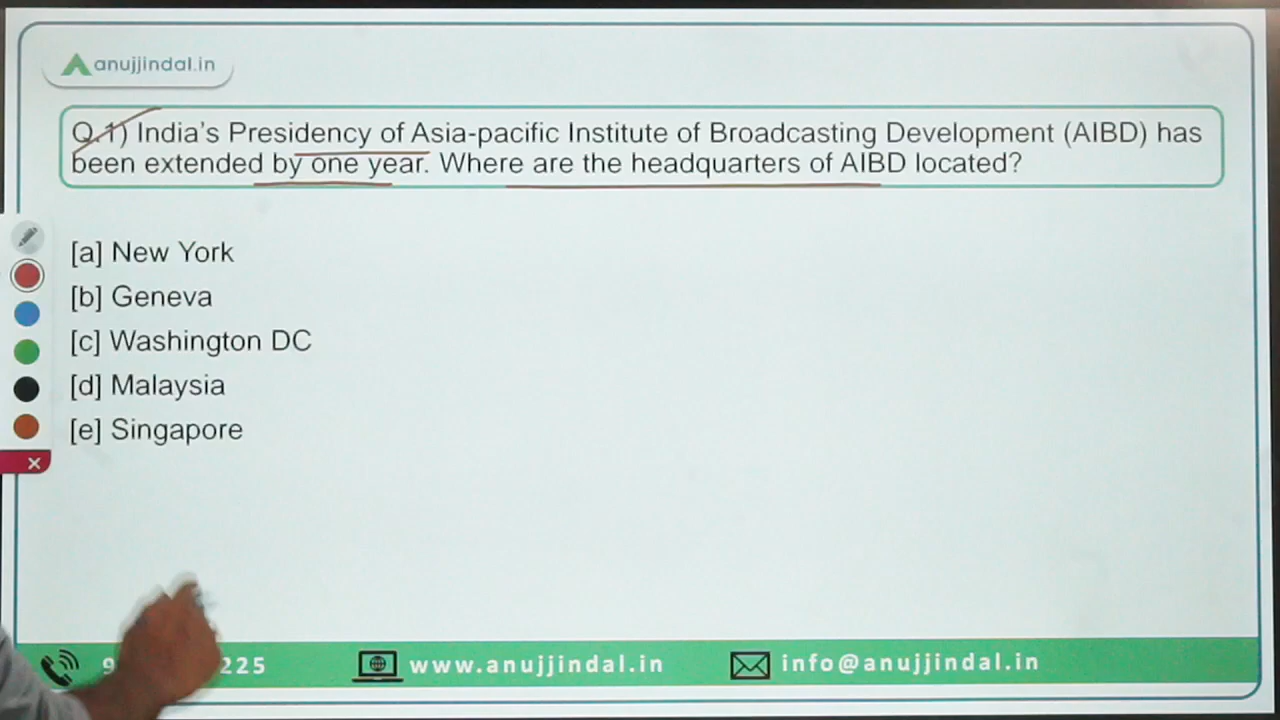 anujjindal.in
Q.1) India's Presidency of Asia-pacific Institute of Broadcasting Development (AIBD) has
been extended by one year. Where are the headquarters of AIBD located?
[a] New York
[b] Geneva
[c] Washington DC
[d] Malaysia
[e] Singapore
9 225 www.anujjindal.in info@anujjindal.in